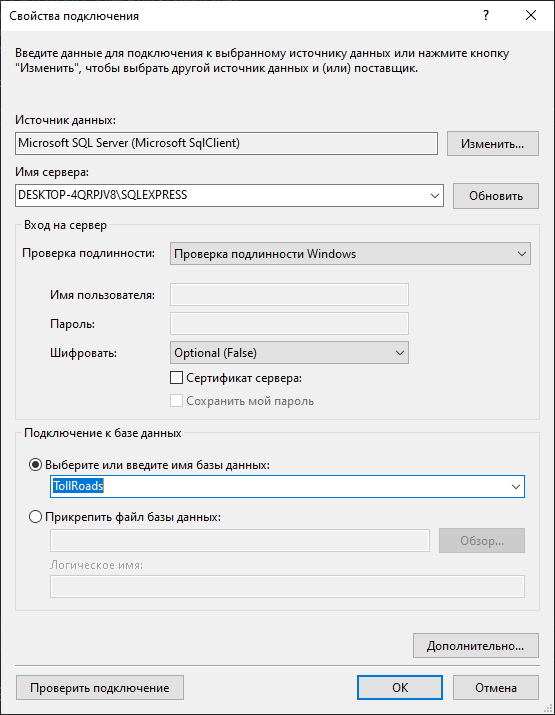 Свойства подключения
Введите данные для подключения к выбранному источнику данных или нажмите кнопку
"Изменить", чтобы выбрать другой источник данных и (или) поставщик.
Источник данных:
Microsoft SQL Server (Microsoft SqlClient)
Изменить...
Имя сервера:
DESKTOP-4QRPJV8\SQLEXPRESS
Обновить
Вход на сервер
Проверка подлинности:
Проверка подлинности Windows
Имя пользователя:
Пароль:
Шифровать:
Optional (False)
Сертификат сервера:
Сохранить мой пароль
Подключение к базе данных
Выберите или введите имя базы данных:
TollRoads
Прикрепить файл базы данных:
Обзор...
Логическое имя:
Дополнительно...
Проверить подключение
OK
Отмена